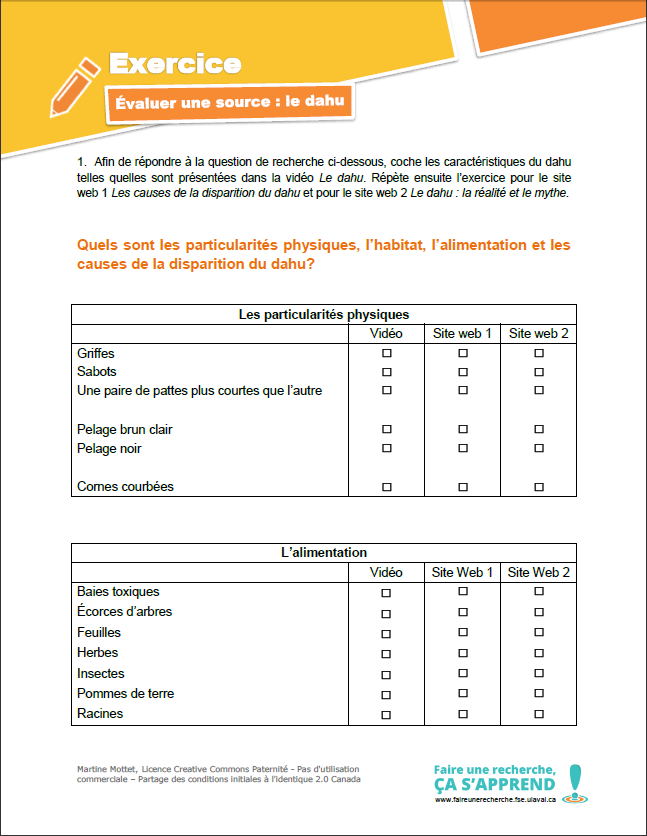 Exercice
Évaluer une source : le dahu
1. Afin de répondre à la question de recherche ci-dessous, coche les caractéristiques du dahu
telles quelles sont présentées dans la vidéo Le dahu. Répète ensuite l'exercice pour le site
web 1 Les causes de la disparition du dahu et pour le site web 2 Le dahu : la réalité et le mythe.
Quels sont les particularités physiques, l'habitat, l'alimentation et les
causes de la disparition du dahu?
Les particularités physiques
Vidéo Site web 1 Site web 2
Griffes ☐ ☐ ☐
Sabots ☐ ☐ ☐
Une paire de pattes plus courtes que l'autre ☐ ☐ ☐
Pelage brun clair ☐ ☐ ☐
Pelage noir ☐ ☐ ☐
Cornes courbées ☐ ☐ ☐
L'alimentation
Vidéo Site Web 1 Site Web 2
Baies toxiques ☐ ☐ ☐
Écorces d'arbres ☐ ☐ ☐
Feuilles ☐ ☐ ☐
Herbes ☐ ☐ ☐
Insectes ☐ ☐ ☐
Pommes de terre ☐ ☐ ☐
Racines ☐ ☐ ☐
Martine Mottet, Licence Creative Commons Paternité - Pas d'utilisation
commerciale – Partage des conditions initiales à l'identique 2.0 Canada
Faire une recherche,
ÇA S'APPREND !
www.faireunerecherche.fse.ulaval.ca